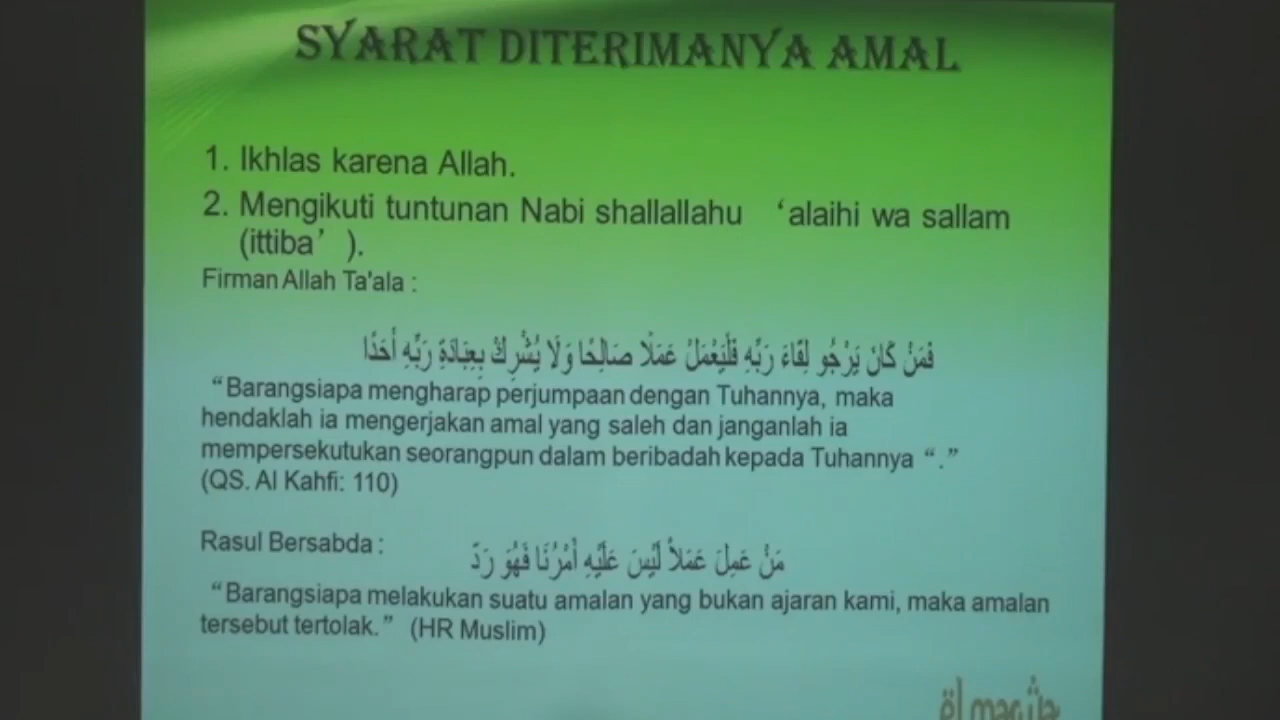 SYARAT DITERIMANYA AMAL
1. Ikhlas karena Allah.
2. Mengikuti tuntunan Nabi shallallahu ‘alaihi wa sallam
(ittiba’ ).
Firman Allah Ta'ala :
فَمَنْ كَانَ يَرْجُو لِقَاءَ رَبِّهِ فَلْيَعْمَلْ عَمَلًا صَالِحًا وَلَا يُشْرِكْ بِعِبَادَةِ رَبِّهِ أَحَدًا
“Barangsiapa mengharap perjumpaan dengan Tuhannya, maka
hendaklah ia mengerjakan amal yang saleh dan janganlah ia
mempersekutukan seorangpun dalam beribadah kepada Tuhannya “.”
(QS. Al Kahfi: 110)
Rasul Bersabda :
مَنْ عَمِلَ عَمَلاً لَيْسَ عَلَيْهِ أَمْرُنَا فَهُوَ رَدٌّ
“Barangsiapa melakukan suatu amalan yang bukan ajaran kami, maka amalan
tersebut tertolak.” (HR Muslim)